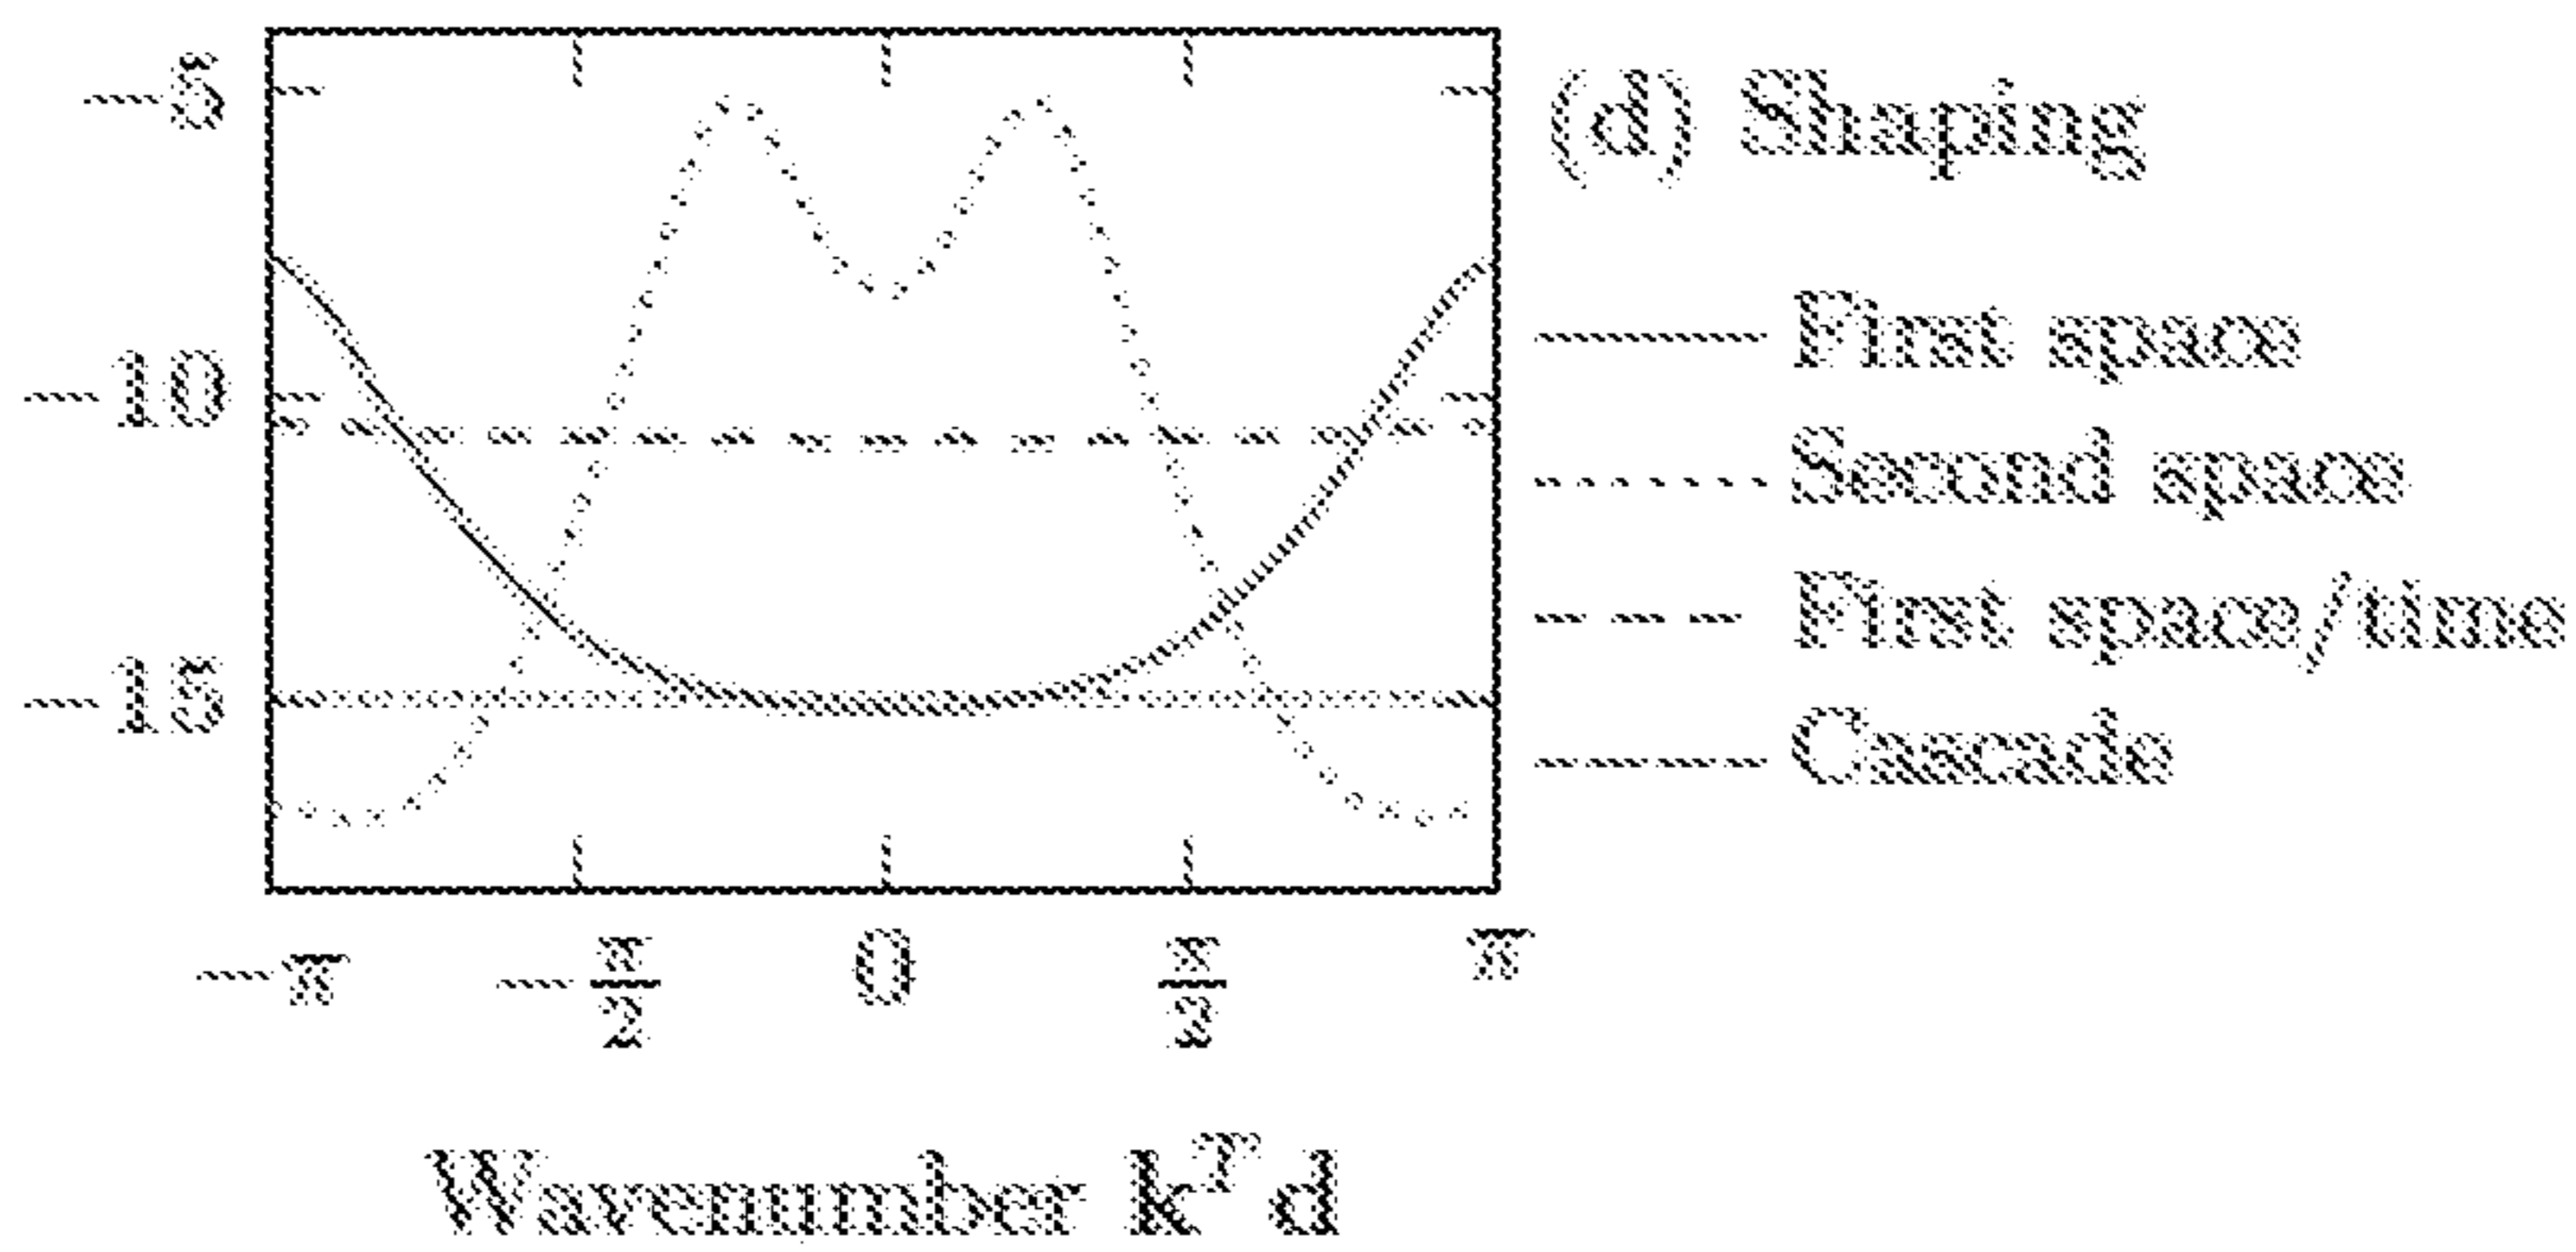 −5
(d) Shaping
First space
−10
Second space
First space/time
−15
Cascade
−π −π/2 0 π/2 π
Wavenumber k^T d